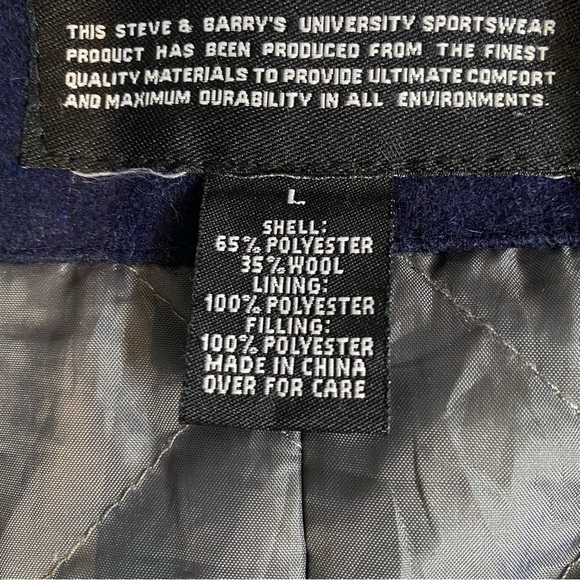 THIS STEVE & BARRY'S UNIVERSITY SPORTSWEAR
PRODUCT HAS BEEN PRODUCED FROM THE FINEST
QUALITY MATERIALS TO PROVIDE ULTIMATE COMFORT
AND MAXIMUM DURABILITY IN ALL ENVIRONMENTS.
L
SHELL:
65% POLYESTER
35% WOOL
LINING:
100% POLYESTER
FILLING:
100% POLYESTER
MADE IN CHINA
OVER FOR CARE